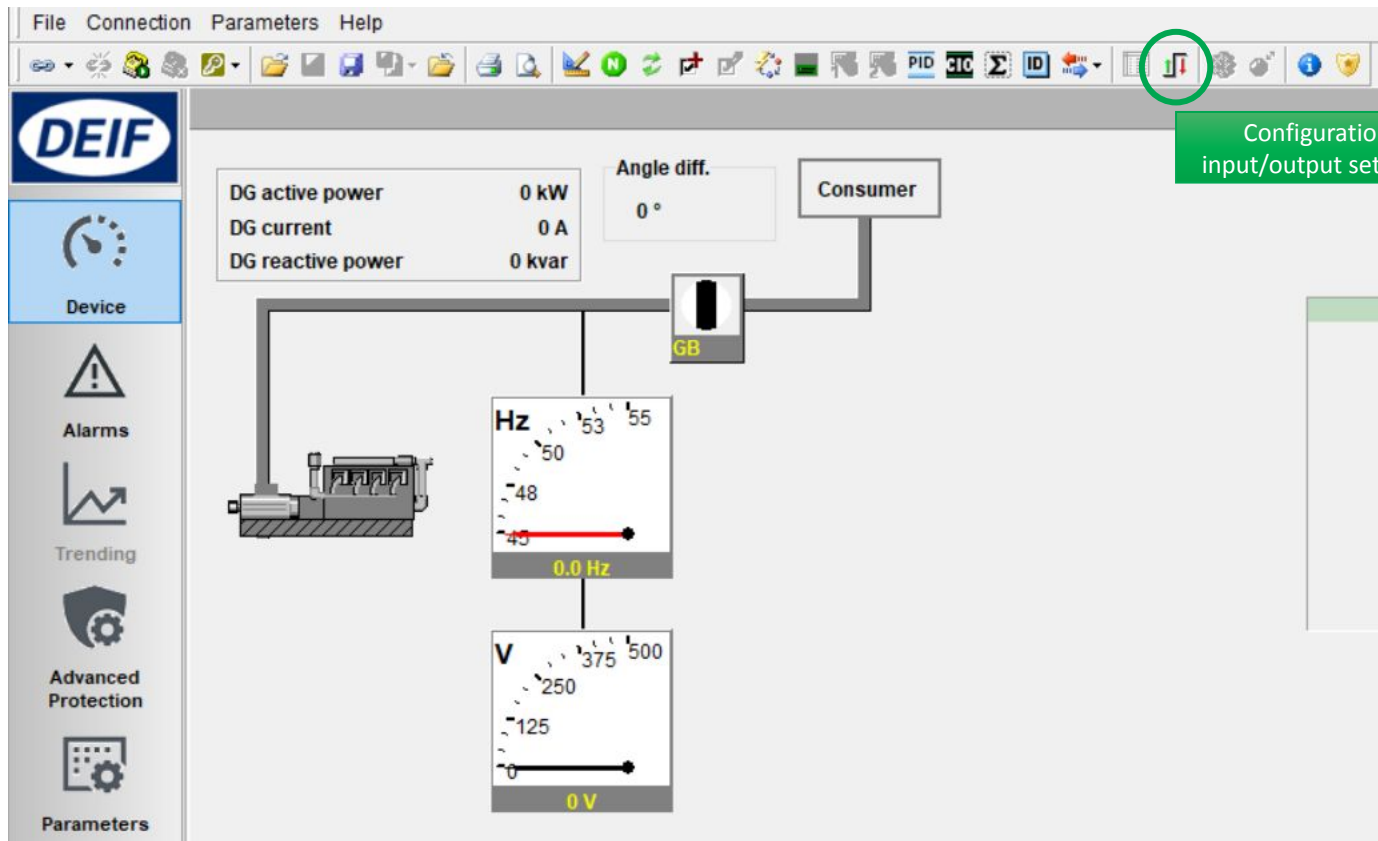 File Connection Parameters Help
PID
ID
DEIF
Configuratio
input/output set
DG active power 0 kW
DG current 0 A
DG reactive power 0 kvar
Angle diff.
0 °
Consumer
Device
GB
Alarms
Hz 53 55
50
48
45
0.0 Hz
Trending
V 375 500
250
125
0
0 V
Advanced
Protection
Parameters